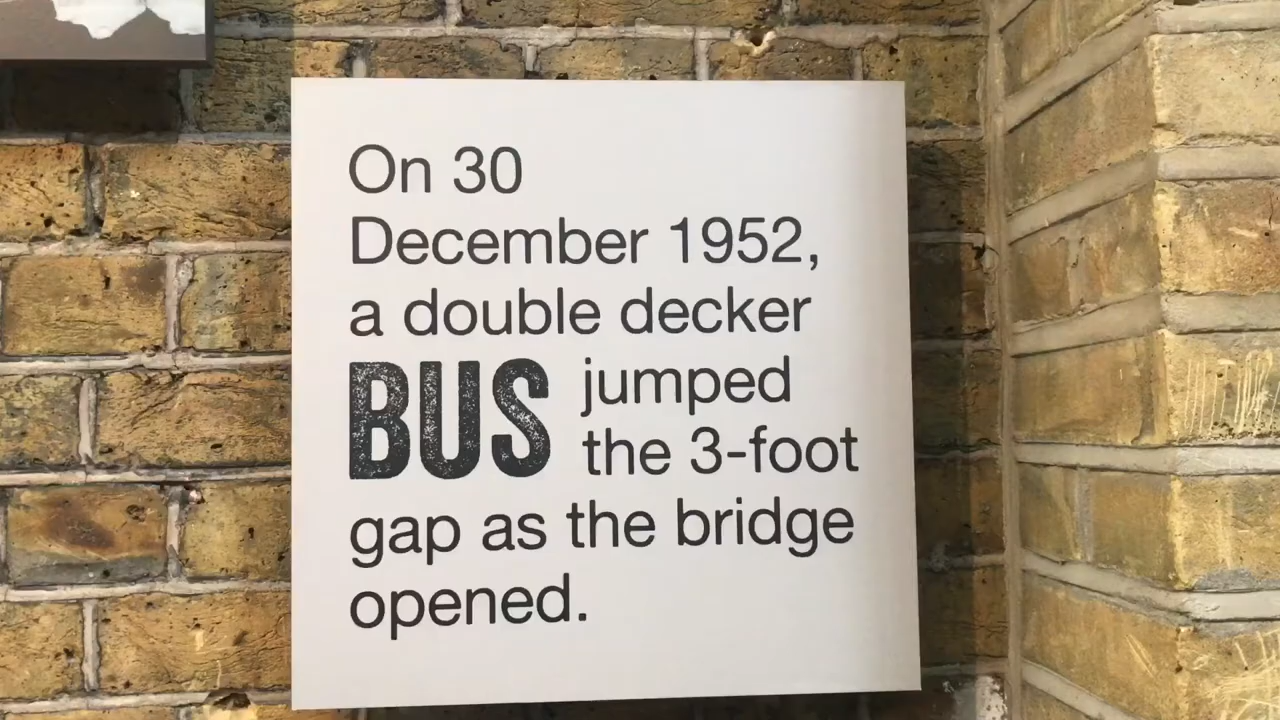 On 30
December 1952,
a double decker
BUS jumped
the 3-foot
gap as the bridge
opened.